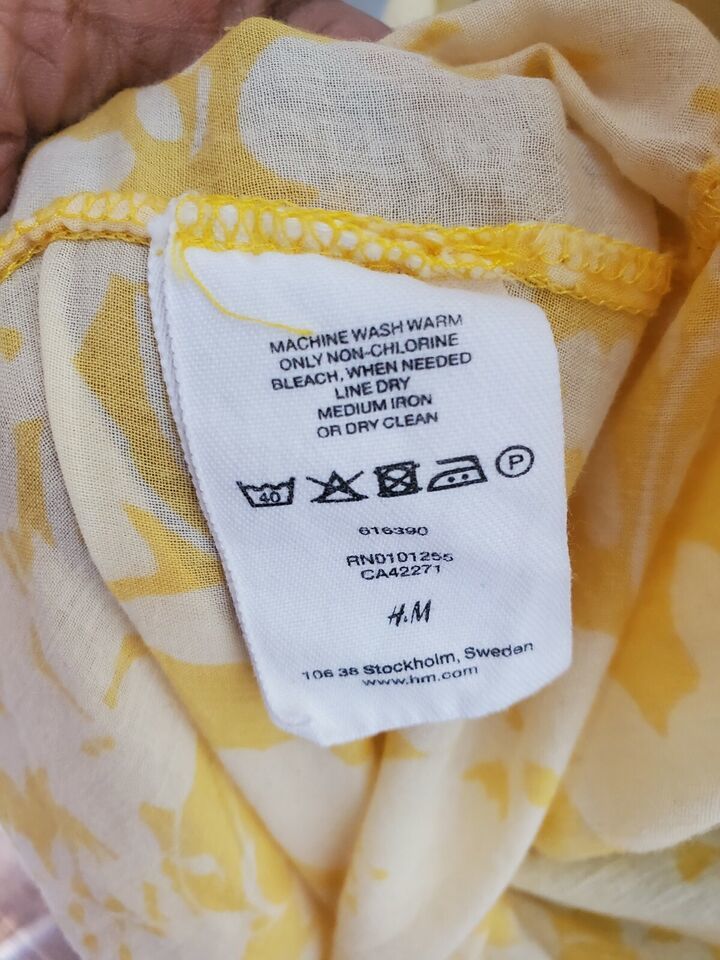 MACHINE WASH WARM
ONLY NON-CHLORINE
BLEACH, WHEN NEEDED
LINE DRY
MEDIUM IRON
OR DRY CLEAN
40
P
616390
RN0101255
CA42271
H.M
106 38 Stockholm, Sweden
www.hm.com